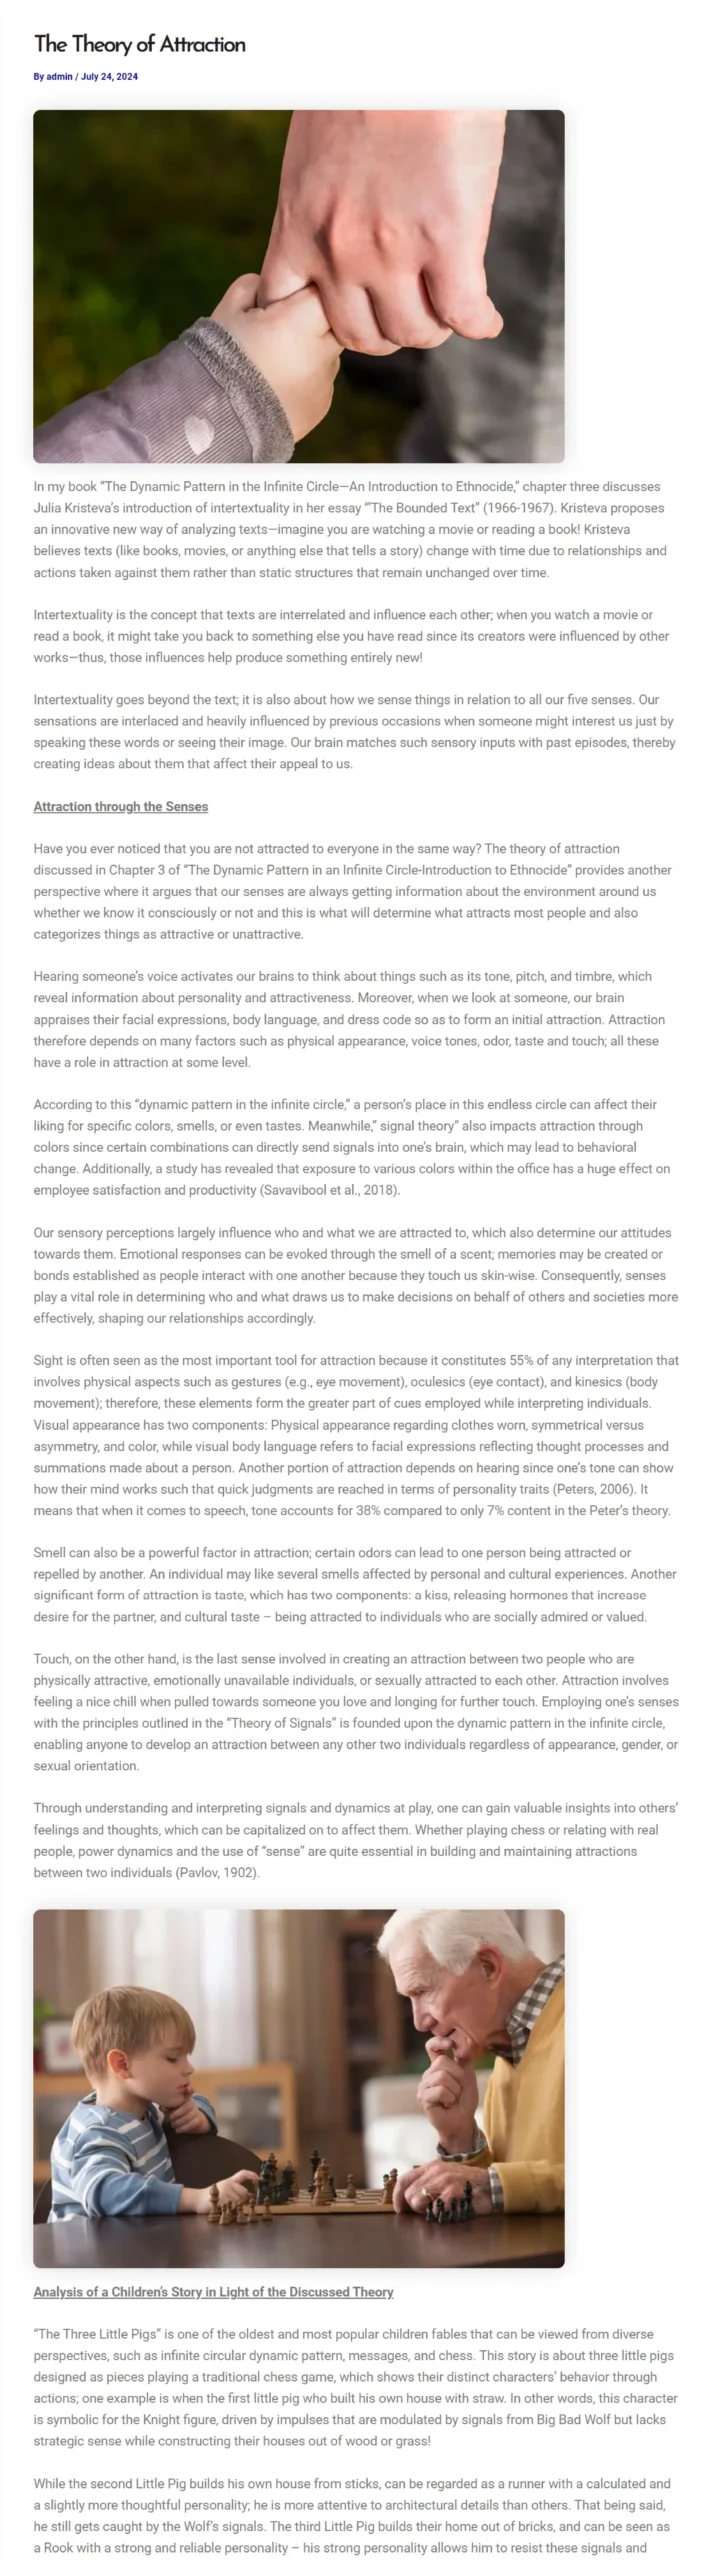 The Theory of Attraction
By admin / July 24, 2024
In my book “The Dynamic Pattern in the Infinite Circle—An Introduction to Ethnocide,” chapter three discusses
Julia Kristeva’s introduction of intertextuality in her essay “‘The Bounded Text” (1966-1967). Kristeva proposes
an innovative new way of analyzing texts—imagine you are watching a movie or reading a book! Kristeva
believes texts (like books, movies, or anything else that tells a story) change with time due to relationships and
actions taken against them rather than static structures that remain unchanged over time.
Intertextuality is the concept that texts are interrelated and influence each other; when you watch a movie or
read a book, it might take you back to something else you have read since its creators were influenced by other
works—thus, those influences help produce something entirely new!
Intertextuality goes beyond the text; it is also about how we sense things in relation to all our five senses. Our
sensations are interlaced and heavily influenced by previous occasions when someone might interest us just by
speaking these words or seeing their image. Our brain matches such sensory inputs with past episodes, thereby
creating ideas about them that affect their appeal to us.
Attraction through the Senses
Have you ever noticed that you are not attracted to everyone in the same way? The theory of attraction
discussed in Chapter 3 of “The Dynamic Pattern in an Infinite Circle-Introduction to Ethnocide” provides another
perspective where it argues that our senses are always getting information about the environment around us
whether we know it consciously or not and this is what will determine what attracts most people and also
categorizes things as attractive or unattractive.
Hearing someone’s voice activates our brains to think about things such as its tone, pitch, and timbre, which
reveal information about personality and attractiveness. Moreover, when we look at someone, our brain
appraises their facial expressions, body language, and dress code so as to form an initial attraction. Attraction
therefore depends on many factors such as physical appearance, voice tones, odor, taste and touch; all these
have a role in attraction at some level.
According to this “dynamic pattern in the infinite circle,” a person’s place in this endless circle can affect their
liking for specific colors, smells, or even tastes. Meanwhile,” signal theory” also impacts attraction through
colors since certain combinations can directly send signals into one’s brain, which may lead to behavioral
change. Additionally, a study has revealed that exposure to various colors within the office has a huge effect on
employee satisfaction and productivity (Savavibool et al., 2018).
Our sensory perceptions largely influence who and what we are attracted to, which also determine our attitudes
towards them. Emotional responses can be evoked through the smell of a scent; memories may be created or
bonds established as people interact with one another because they touch us skin-wise. Consequently, senses
play a vital role in determining who and what draws us to make decisions on behalf of others and societies more
effectively, shaping our relationships accordingly.
Sight is often seen as the most important tool for attraction because it constitutes 55% of any interpretation that
involves physical aspects such as gestures (e.g., eye movement), oculesics (eye contact), and kinesics (body
movement); therefore, these elements form the greater part of cues employed while interpreting individuals.
Visual appearance has two components: Physical appearance regarding clothes worn, symmetrical versus
asymmetry, and color, while visual body language refers to facial expressions reflecting thought processes and
summations made about a person. Another portion of attraction depends on hearing since one’s tone can show
how their mind works such that quick judgments are reached in terms of personality traits (Peters, 2006). It
means that when it comes to speech, tone accounts for 38% compared to only 7% content in the Peter’s theory.
Smell can also be a powerful factor in attraction; certain odors can lead to one person being attracted or
repelled by another. An individual may like several smells affected by personal and cultural experiences. Another
significant form of attraction is taste, which has two components: a kiss, releasing hormones that increase
desire for the partner, and cultural taste – being attracted to individuals who are socially admired or valued.
Touch, on the other hand, is the last sense involved in creating an attraction between two people who are
physically attractive, emotionally unavailable individuals, or sexually attracted to each other. Attraction involves
feeling a nice chill when pulled towards someone you love and longing for further touch. Employing one’s senses
with the principles outlined in the “Theory of Signals” is founded upon the dynamic pattern in the infinite circle,
enabling anyone to develop an attraction between any other two individuals regardless of appearance, gender, or
sexual orientation.
Through understanding and interpreting signals and dynamics at play, one can gain valuable insights into others’
feelings and thoughts, which can be capitalized on to affect them. Whether playing chess or relating with real
people, power dynamics and the use of “sense” are quite essential in building and maintaining attractions
between two individuals (Pavlov, 1902).
Analysis of a Children’s Story in Light of the Discussed Theory
“The Three Little Pigs” is one of the oldest and most popular children fables that can be viewed from diverse
perspectives, such as infinite circular dynamic pattern, messages, and chess. This story is about three little pigs
designed as pieces playing a traditional chess game, which shows their distinct characters’ behavior through
actions; one example is when the first little pig who built his own house with straw. In other words, this character
is symbolic for the Knight figure, driven by impulses that are modulated by signals from Big Bad Wolf but lacks
strategic sense while constructing their houses out of wood or grass!
While the second Little Pig builds his own house from sticks, can be regarded as a runner with a calculated and
a slightly more thoughtful personality; he is more attentive to architectural details than others. That being said,
he still gets caught by the Wolf’s signals. The third Little Pig builds their home out of bricks, and can be seen as
a Rook with a strong and reliable personality – his strong personality allows him to resist these signals and